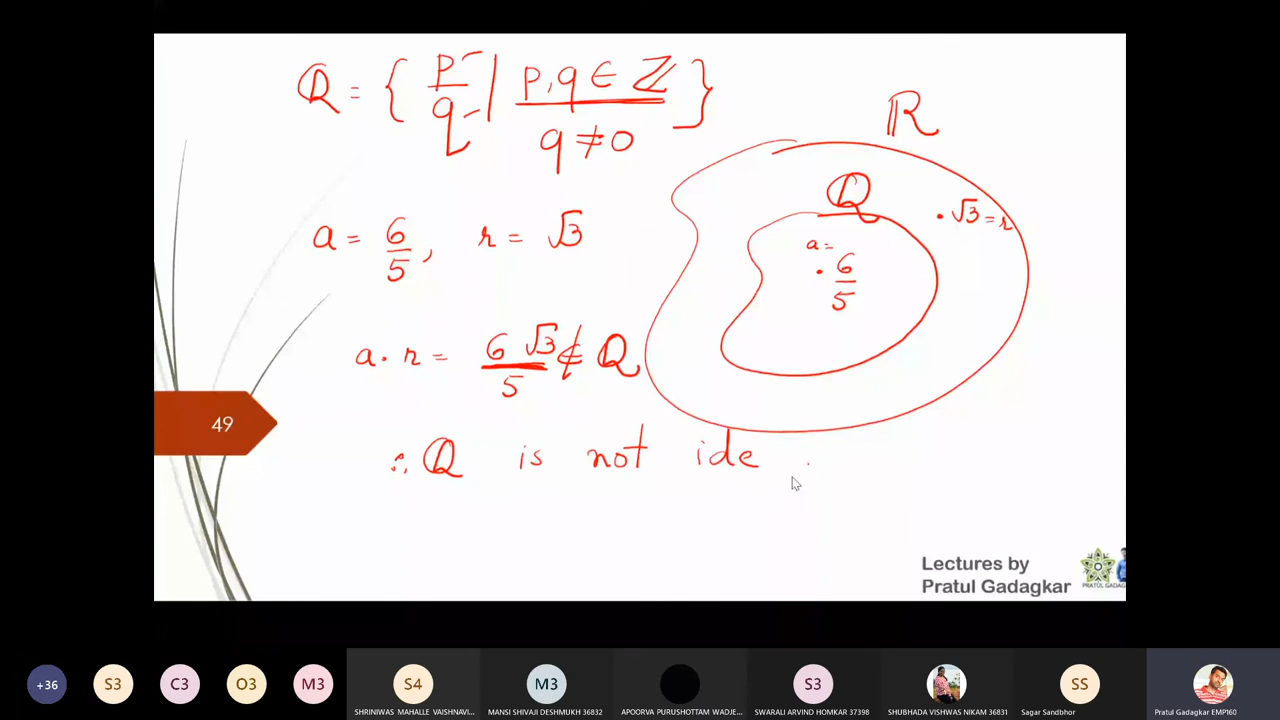 ℚ = { p/q | p, q ∈ ℤ }
q ≠ 0
ℝ
ℚ
. √3 = r
a =
. 6/5
a = 6/5 , r = √3
a · r = 6 √3 / 5 ∉ ℚ
49
∴ ℚ is not ide
Lectures by
Pratul Gadagkar
PRATUL GADAG
+36
S3
C3
O3
M3
S4
M3
S3
SS
SHRINIWAS MAHALLE VAISHNAVI...
MANSI SHIVAJI DESHMUKH 36832
APOORVA PURUSHOTTAM WADJE...
SWARALI ARVIND HOMKAR 37398
SHUBHADA VISHWAS NIKAM 36831
Sagar Sandbhor
Pratul Gadagkar EMP160